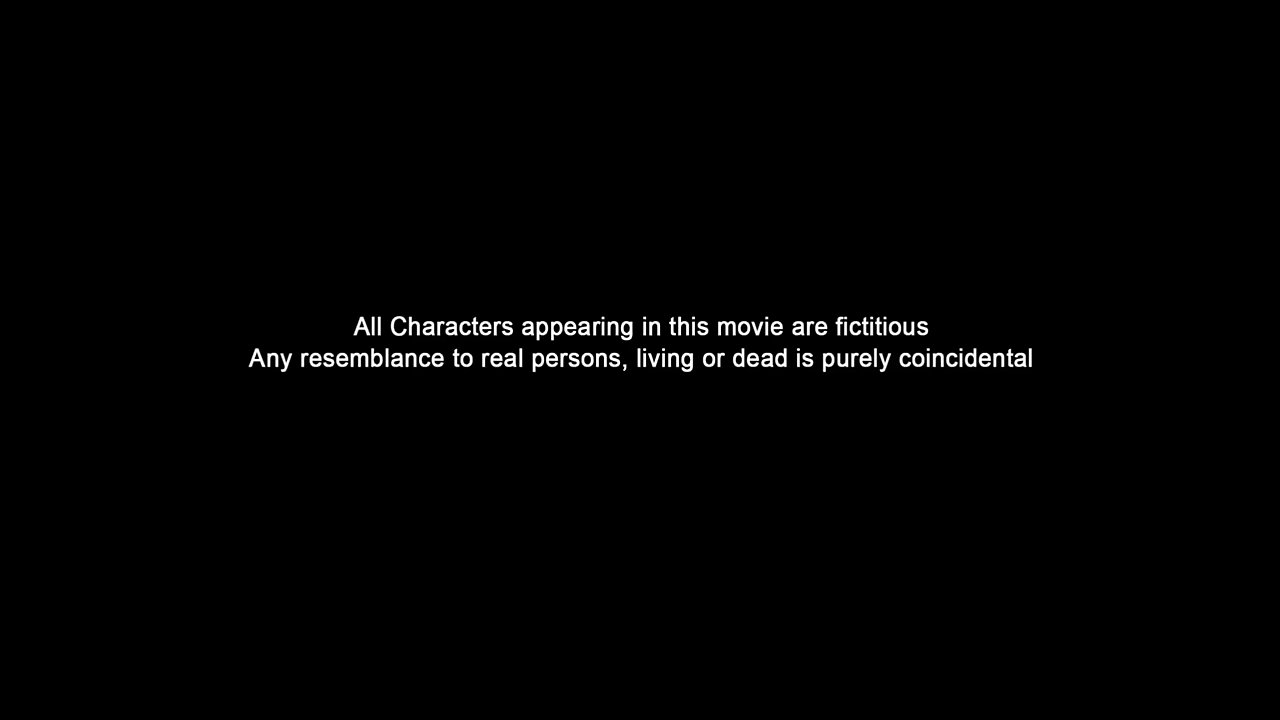 All Characters appearing in this movie are fictitious
Any resemblance to real persons, living or dead is purely coincidental